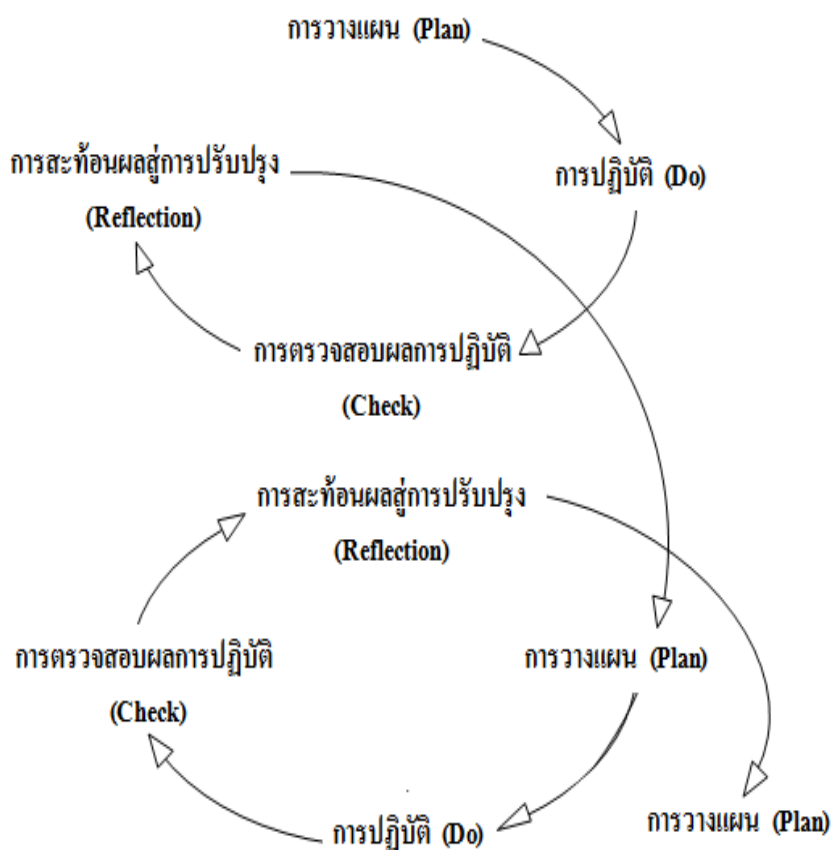 การวางแผน (Plan)
การสะท้อนผลสู่การปรับปรุง
(Reflection)
การปฏิบัติ (Do)
การตรวจสอบผลการปฏิบัติ
(Check)
การสะท้อนผลสู่การปรับปรุง
(Reflection)
การตรวจสอบผลการปฏิบัติ
(Check)
การวางแผน (Plan)
การปฏิบัติ (Do)
การวางแผน (Plan)